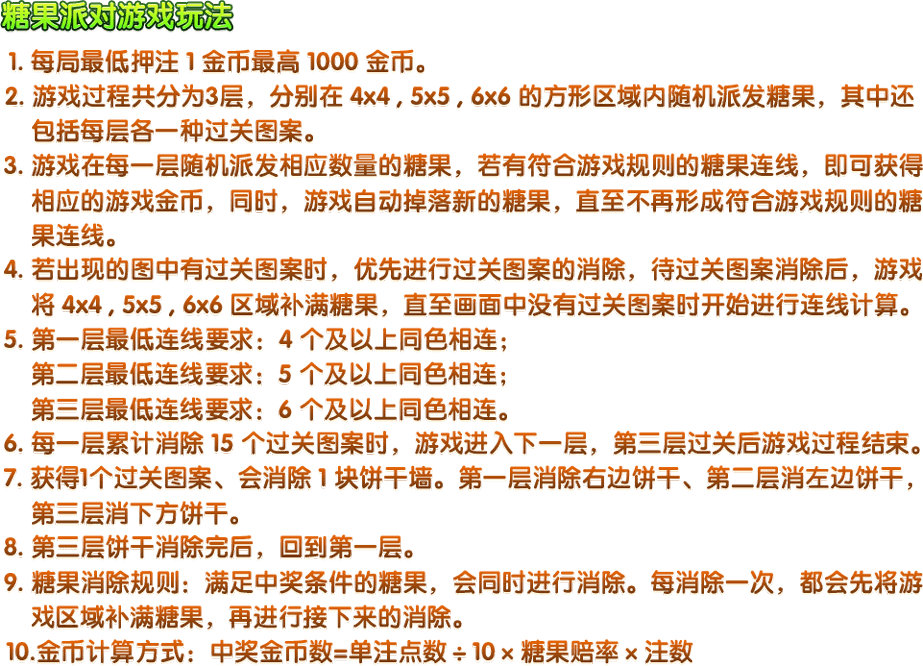 糖果派对游戏玩法
1. 每局最低押注 1 金币最高 1000 金币。
2. 游戏过程共分为3层，分别在 4x4 , 5x5 , 6x6 的方形区域内随机派发糖果，其中还
包括每层各一种过关图案。
3. 游戏在每一层随机派发相应数量的糖果，若有符合游戏规则的糖果连线，即可获得
相应的游戏金币，同时，游戏自动掉落新的糖果，直至不再形成符合游戏规则的糖
果连线。
4. 若出现的图中有过关图案时，优先进行过关图案的消除，待过关图案消除后，游戏
将 4x4 , 5x5 , 6x6 区域补满糖果，直至画面中没有过关图案时开始进行连线计算。
5. 第一层最低连线要求：4 个及以上同色相连；
第二层最低连线要求：5 个及以上同色相连；
第三层最低连线要求：6 个及以上同色相连。
6. 每一层累计消除 15 个过关图案时，游戏进入下一层，第三层过关后游戏过程结束。
7. 获得1个过关图案、会消除 1 块饼干墙。第一层消除右边饼干、第二层消左边饼干，
第三层消下方饼干。
8. 第三层饼干消除完后，回到第一层。
9. 糖果消除规则：满足中奖条件的糖果，会同时进行消除。每消除一次，都会先将游
戏区域补满糖果，再进行接下来的消除。
10.金币计算方式：中奖金币数=单注点数 ÷ 10 × 糖果赔率 × 注数